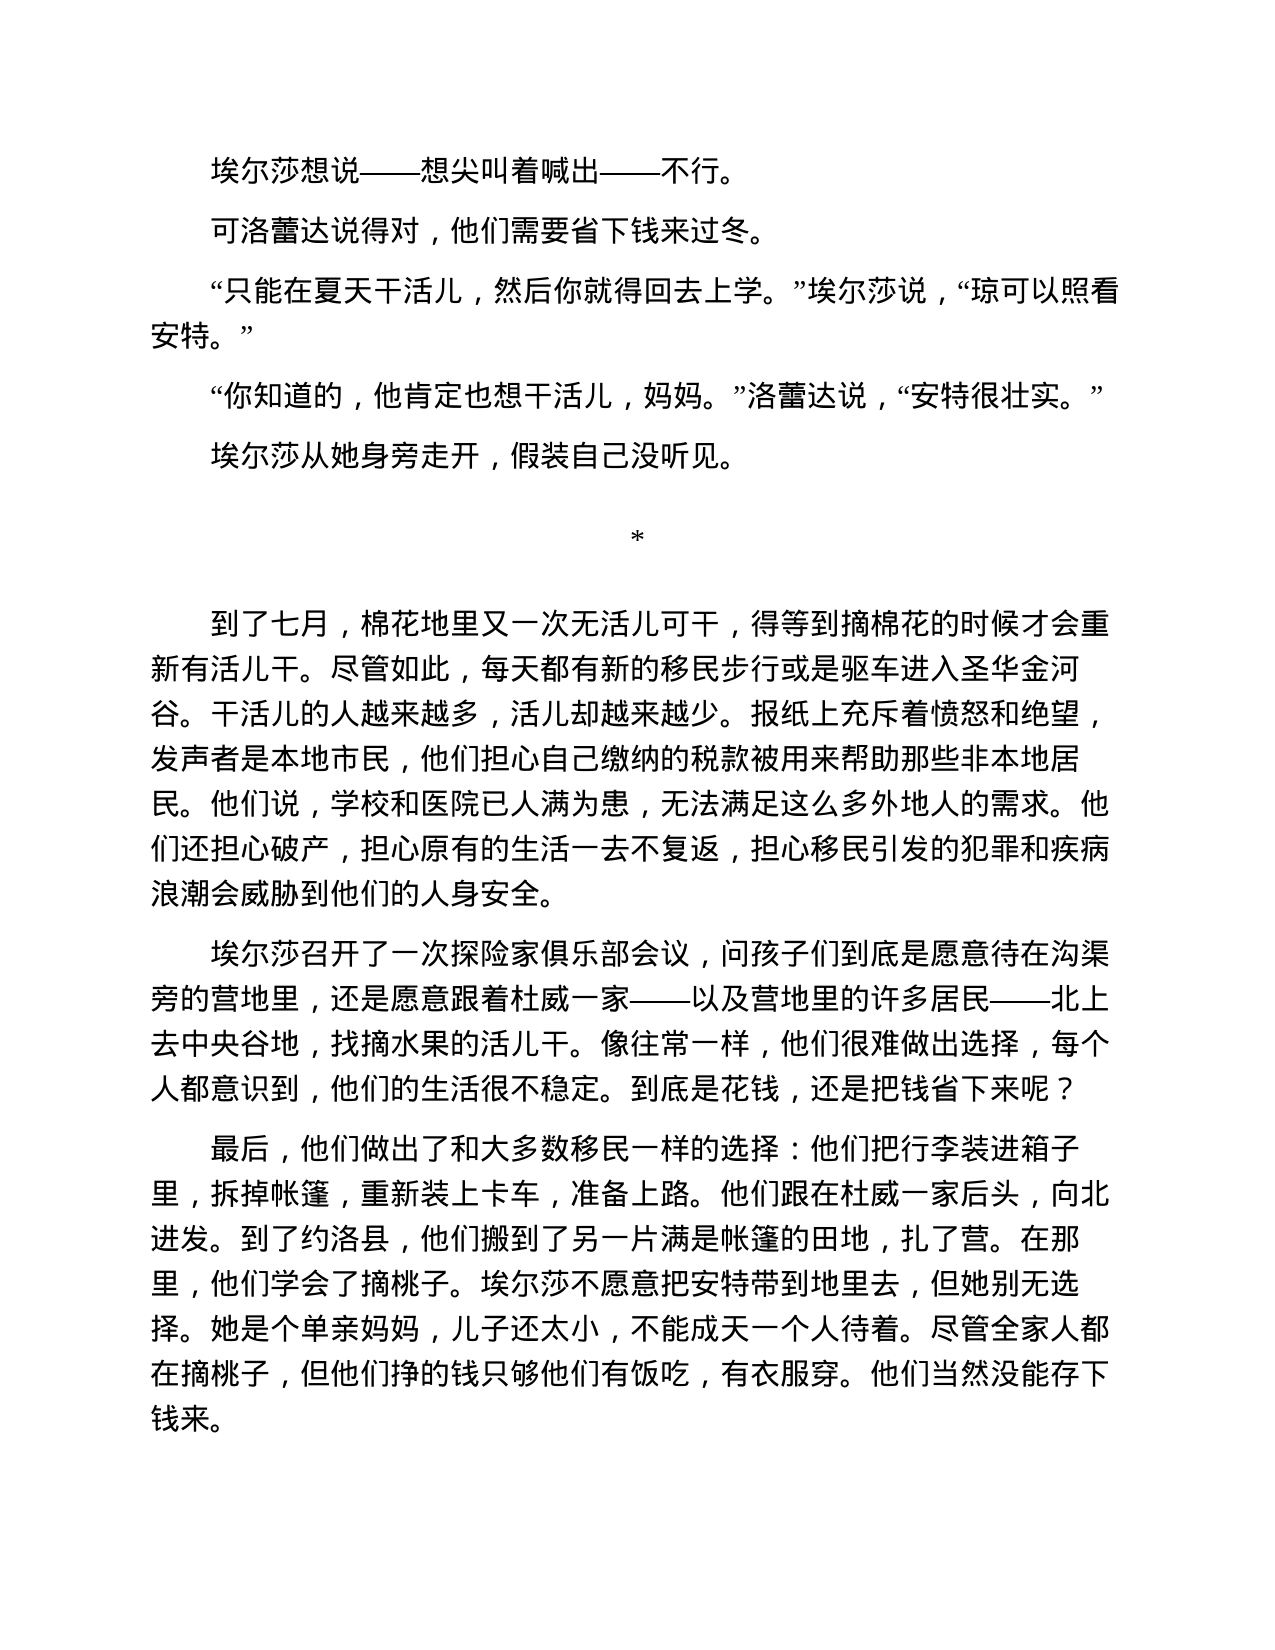 埃尔莎想说——想尖叫着喊出——不行。
可洛蕾达说得对，他们需要省下钱来过冬。
“只能在夏天干活儿，然后你就得回去上学。”埃尔莎说，“琼可以照看
安特。”
“你知道的，他肯定也想干活儿，妈妈。”洛蕾达说，“安特很壮实。”
埃尔莎从她身旁走开，假装自己没听见。
*
到了七月，棉花地里又一次无活儿可干，得等到摘棉花的时候才会重
新有活儿干。尽管如此，每天都有新的移民步行或是驱车进入圣华金河
谷。干活儿的人越来越多，活儿却越来越少。报纸上充斥着愤怒和绝望，
发声者是本地市民，他们担心自己缴纳的税款被用来帮助那些非本地居
民。他们说，学校和医院已人满为患，无法满足这么多外地人的需求。他
们还担心破产，担心原有的生活一去不复返，担心移民引发的犯罪和疾病
浪潮会威胁到他们的人身安全。
埃尔莎召开了一次探险家俱乐部会议，问孩子们到底是愿意待在沟渠
旁的营地里，还是愿意跟着杜威一家——以及营地里的许多居民——北上
去中央谷地，找摘水果的活儿干。像往常一样，他们很难做出选择，每个
人都意识到，他们的生活很不稳定。到底是花钱，还是把钱省下来呢？
最后，他们做出了和大多数移民一样的选择：他们把行李装进箱子
里，拆掉帐篷，重新装上卡车，准备上路。他们跟在杜威一家后头，向北
进发。到了约洛县，他们搬到了另一片满是帐篷的田地，扎了营。在那
里，他们学会了摘桃子。埃尔莎不愿意把安特带到地里去，但她别无选
择。她是个单亲妈妈，儿子还太小，不能成天一个人待着。尽管全家人都
在摘桃子，但他们挣的钱只够他们有饭吃，有衣服穿。他们当然没能存下
钱来。